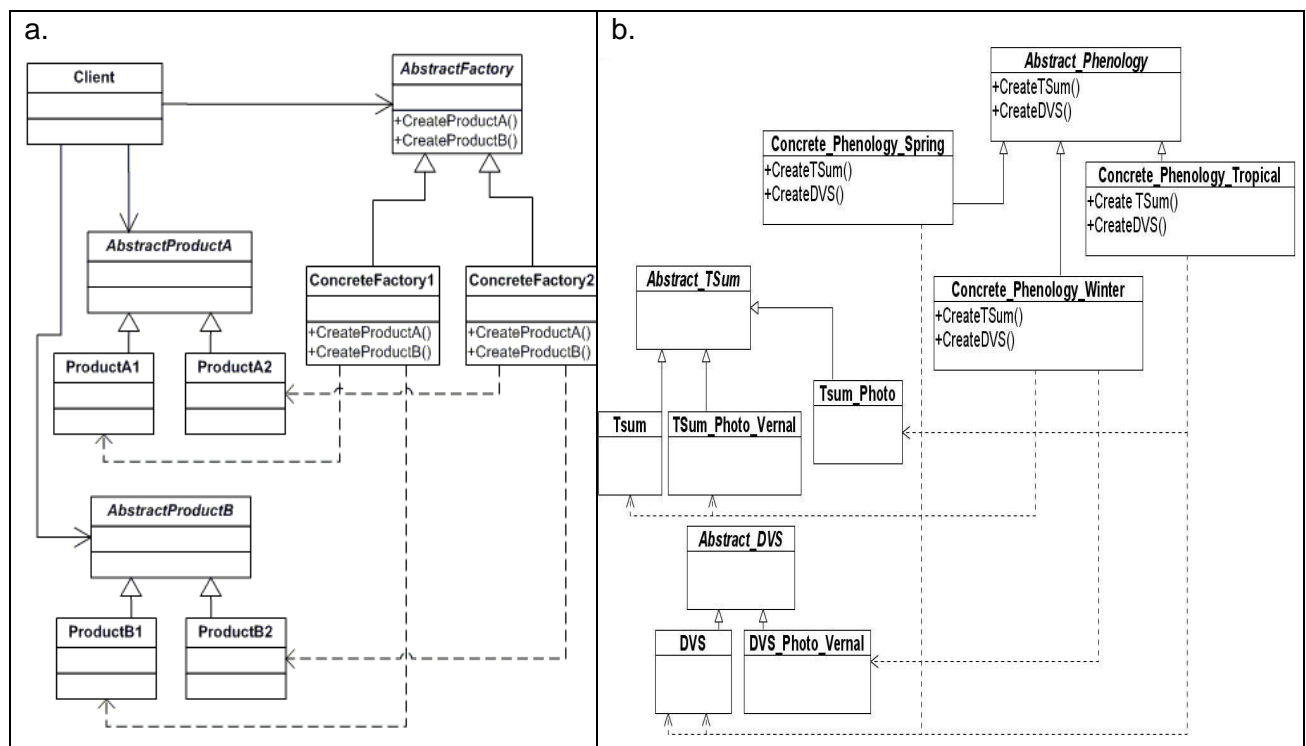 a.
Client
AbstractFactory
+CreateProductA()
+CreateProductB()
AbstractProductA
ConcreteFactory1
+CreateProductA()
+CreateProductB()
ConcreteFactory2
+CreateProductA()
+CreateProductB()
ProductA1
ProductA2
AbstractProductB
ProductB1
ProductB2
b.
Abstract_Phenology
+CreateTSum()
+CreateDVS()
Concrete_Phenology_Spring
+CreateTSum()
+CreateDVS()
Concrete_Phenology_Tropical
+Create TSum()
+CreateDVS()
Abstract_TSum
Concrete_Phenology_Winter
+CreateTSum()
+CreateDVS()
Tsum_Photo
Tsum
TSum_Photo_Vernal
Abstract_DVS
DVS
DVS_Photo_Vernal